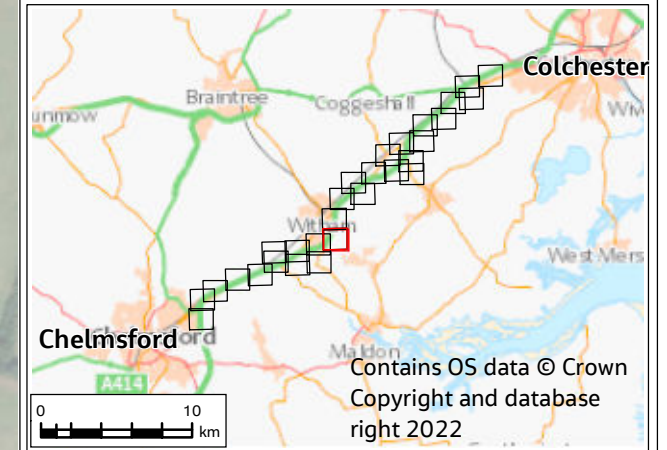 Colchester
Braintree
Coggeshall
unmow
Wiv
Witham
West Mers
Chelmsford
Maldon
A414
Contains OS data © Crown
Copyright and database
right 2022
0 10
km